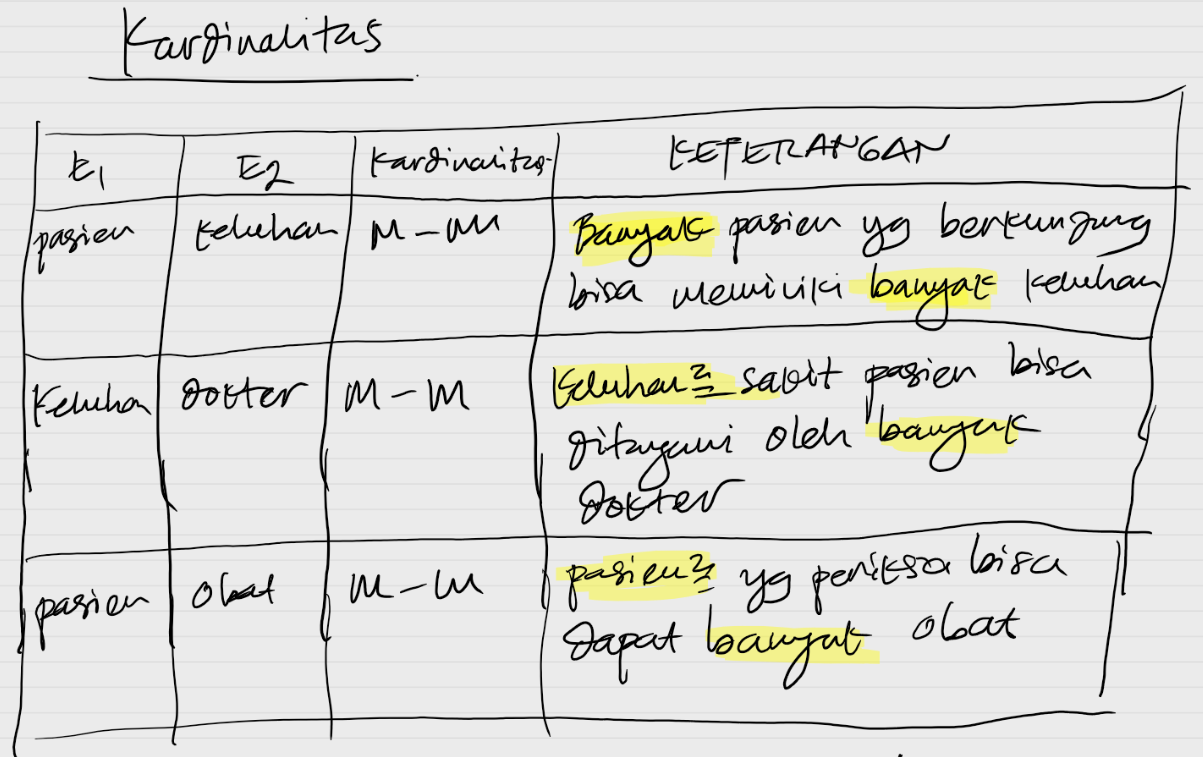 Kardinalitas
E1 E2 Kardinalitas KETERANGAN
pasien keluhan M-M Banyak pasien yg berkunjung
bisa memiliki banyak keluhan
Keluhan dokter M-M Keluhan2 sakit pasien bisa
ditangani oleh banyak
dokter
pasien obat M-M pasien2 yg periksa bisa
dapat banyak obat